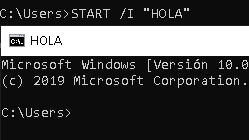 C:\Users>START /I "HOLA"
C:\. HOLA
Microsoft Windows [Versión 10.0
(c) 2019 Microsoft Corporation.
C:\Users>